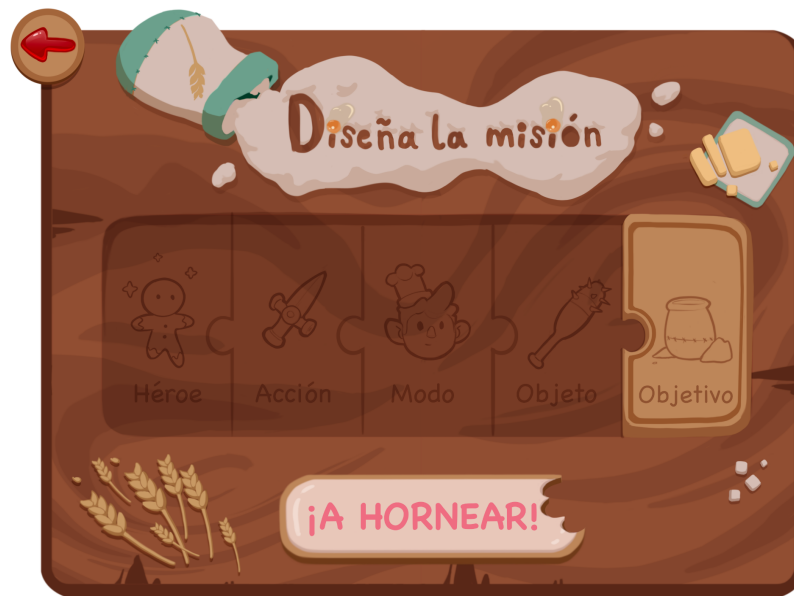 Diseña la misión
Héroe
Acción
Modo
Objeto
Objetivo
¡A HORNEAR!